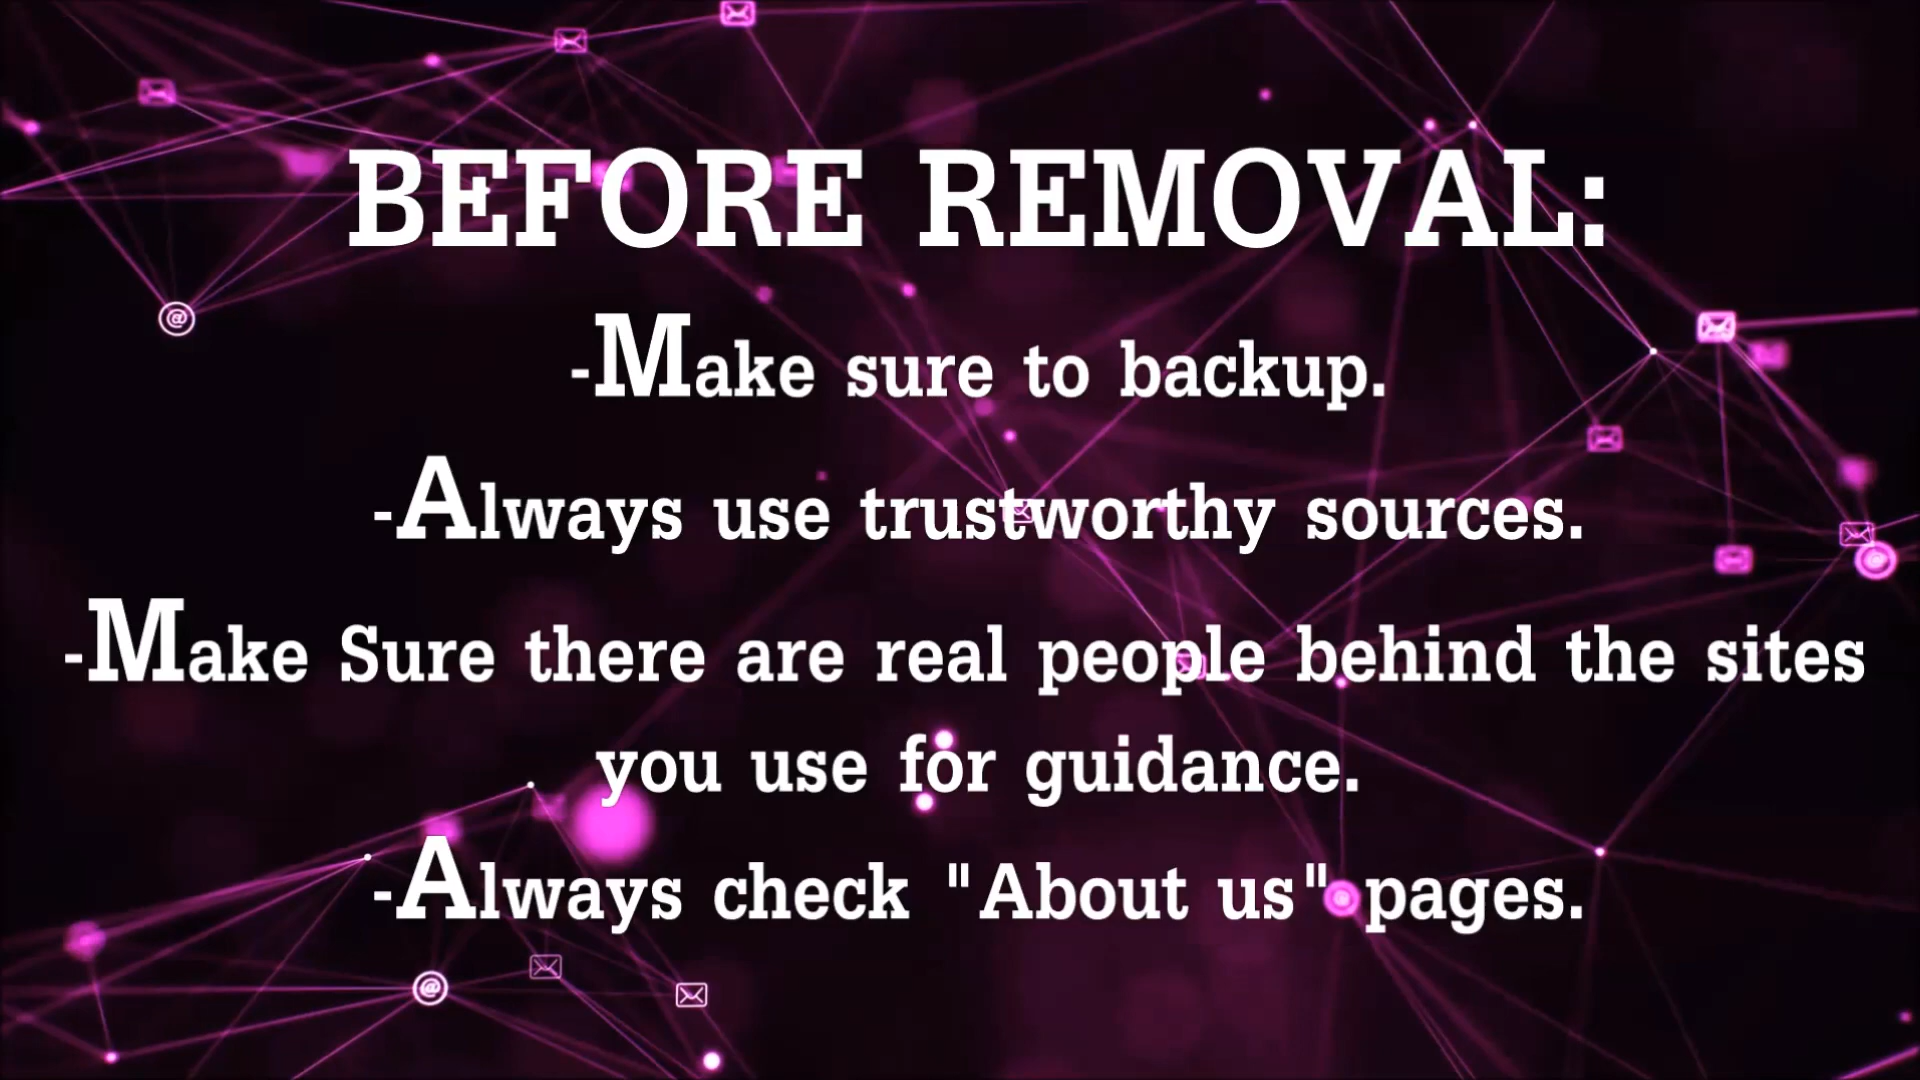 BEFORE REMOVAL:
-Make sure to backup.
-Always use trustworthy sources.
-Make Sure there are real people behind the sites
you use for guidance.
-Always check "About us" pages.